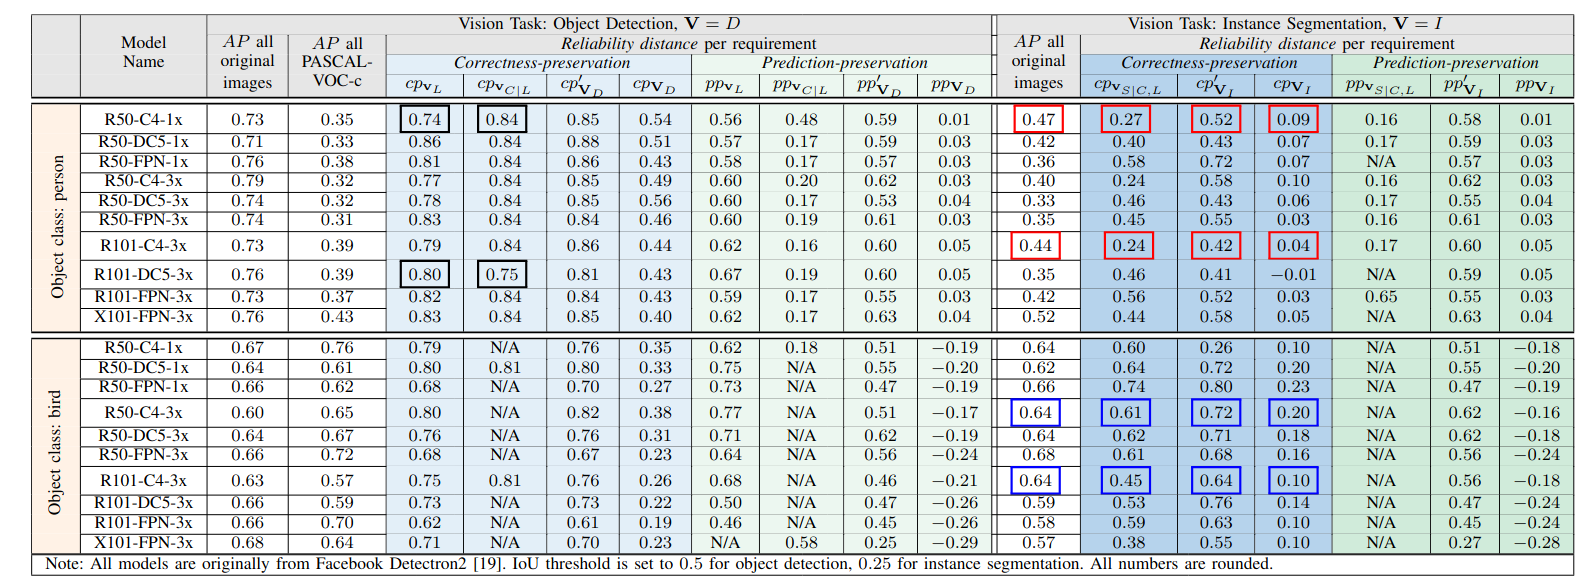 Vision Task: Object Detection, V = D Vision Task: Instance Segmentation, V = I
Model Name AP all original images AP all PASCAL-VOC-c Reliability distance per requirement AP all original images Reliability distance per requirement
Correctness-preservation Prediction-preservation Correctness-preservation Prediction-preservation
cp_{v_L} cp_{v_{C|L}} cp'_{V_D} cp_{V_D} pp_{v_L} pp_{v_{C|L}} pp'_{V_D} pp_{V_D} cp_{v_{S|C,L}} cp'_{V_I} cp_{V_I} pp_{v_{S|C,L}} pp'_{V_I} pp_{V_I}
Object class: person
R50-C4-1x 0.73 0.35 0.74 0.84 0.85 0.54 0.56 0.48 0.59 0.01 0.47 0.27 0.52 0.09 0.16 0.58 0.01
R50-DC5-1x 0.71 0.33 0.86 0.84 0.88 0.51 0.57 0.17 0.59 0.03 0.42 0.40 0.43 0.07 0.17 0.59 0.03
R50-FPN-1x 0.76 0.38 0.81 0.84 0.86 0.43 0.58 0.17 0.57 0.03 0.36 0.58 0.72 0.07 N/A 0.57 0.03
R50-C4-3x 0.79 0.32 0.77 0.84 0.85 0.49 0.60 0.20 0.62 0.03 0.40 0.24 0.58 0.10 0.16 0.62 0.03
R50-DC5-3x 0.74 0.32 0.78 0.84 0.85 0.56 0.60 0.17 0.53 0.04 0.33 0.46 0.43 0.06 0.17 0.55 0.04
R50-FPN-3x 0.74 0.31 0.83 0.84 0.84 0.46 0.60 0.19 0.61 0.03 0.35 0.45 0.55 0.03 0.16 0.61 0.03
R101-C4-3x 0.73 0.39 0.79 0.84 0.86 0.44 0.62 0.16 0.60 0.05 0.44 0.24 0.42 0.04 0.17 0.60 0.05
R101-DC5-3x 0.76 0.39 0.80 0.75 0.81 0.43 0.67 0.19 0.60 0.05 0.35 0.46 0.41 −0.01 N/A 0.59 0.05
R101-FPN-3x 0.73 0.37 0.82 0.84 0.84 0.43 0.59 0.17 0.55 0.03 0.42 0.56 0.52 0.03 0.65 0.55 0.03
X101-FPN-3x 0.76 0.43 0.83 0.84 0.85 0.40 0.62 0.17 0.63 0.04 0.52 0.44 0.58 0.05 N/A 0.63 0.04
Object class: bird
R50-C4-1x 0.67 0.76 0.79 N/A 0.76 0.35 0.62 0.18 0.51 −0.19 0.64 0.60 0.26 0.10 N/A 0.51 −0.18
R50-DC5-1x 0.64 0.61 0.80 0.81 0.80 0.33 0.75 N/A 0.55 −0.20 0.62 0.64 0.72 0.20 N/A 0.55 −0.20
R50-FPN-1x 0.66 0.62 0.68 N/A 0.70 0.27 0.73 N/A 0.47 −0.19 0.66 0.74 0.80 0.23 N/A 0.47 −0.19
R50-C4-3x 0.60 0.65 0.80 N/A 0.82 0.38 0.77 N/A 0.51 −0.17 0.64 0.61 0.72 0.20 N/A 0.62 −0.16
R50-DC5-3x 0.64 0.67 0.76 N/A 0.76 0.31 0.71 N/A 0.62 −0.19 0.64 0.62 0.71 0.18 N/A 0.62 −0.18
R50-FPN-3x 0.66 0.72 0.68 N/A 0.67 0.23 0.64 N/A 0.56 −0.24 0.68 0.61 0.68 0.16 N/A 0.56 −0.24
R101-C4-3x 0.63 0.57 0.75 0.81 0.76 0.26 0.68 N/A 0.46 −0.21 0.64 0.45 0.64 0.10 N/A 0.56 −0.18
R101-DC5-3x 0.66 0.59 0.73 N/A 0.73 0.22 0.50 N/A 0.47 −0.26 0.59 0.53 0.76 0.14 N/A 0.47 −0.24
R101-FPN-3x 0.66 0.70 0.62 N/A 0.61 0.19 0.46 N/A 0.45 −0.26 0.58 0.59 0.63 0.10 N/A 0.45 −0.24
X101-FPN-3x 0.68 0.64 0.71 N/A 0.70 0.23 N/A 0.58 0.25 −0.29 0.57 0.38 0.55 0.10 N/A 0.27 −0.28
Note: All models are originally from Facebook Detectron2 [19]. IoU threshold is set to 0.5 for object detection, 0.25 for instance segmentation. All numbers are rounded.